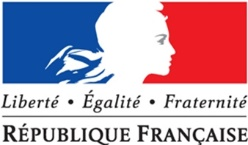 Liberté • Égalité • Fraternité
RÉPUBLIQUE FRANÇAISE